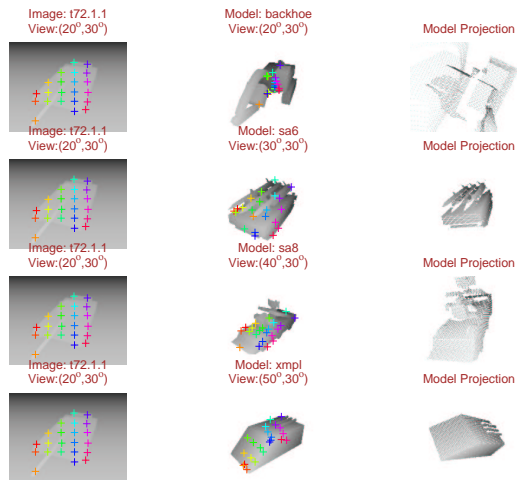 Image: t72.1.1 Model: backhoe
View:(20°,30°) View:(20°,30°) Model Projection
Image: t72.1.1 Model: sa6
View:(20°,30°) View:(30°,30°) Model Projection
Image: t72.1.1 Model: sa8
View:(20°,30°) View:(40°,30°) Model Projection
Image: t72.1.1 Model: xmpl
View:(20°,30°) View:(50°,30°) Model Projection